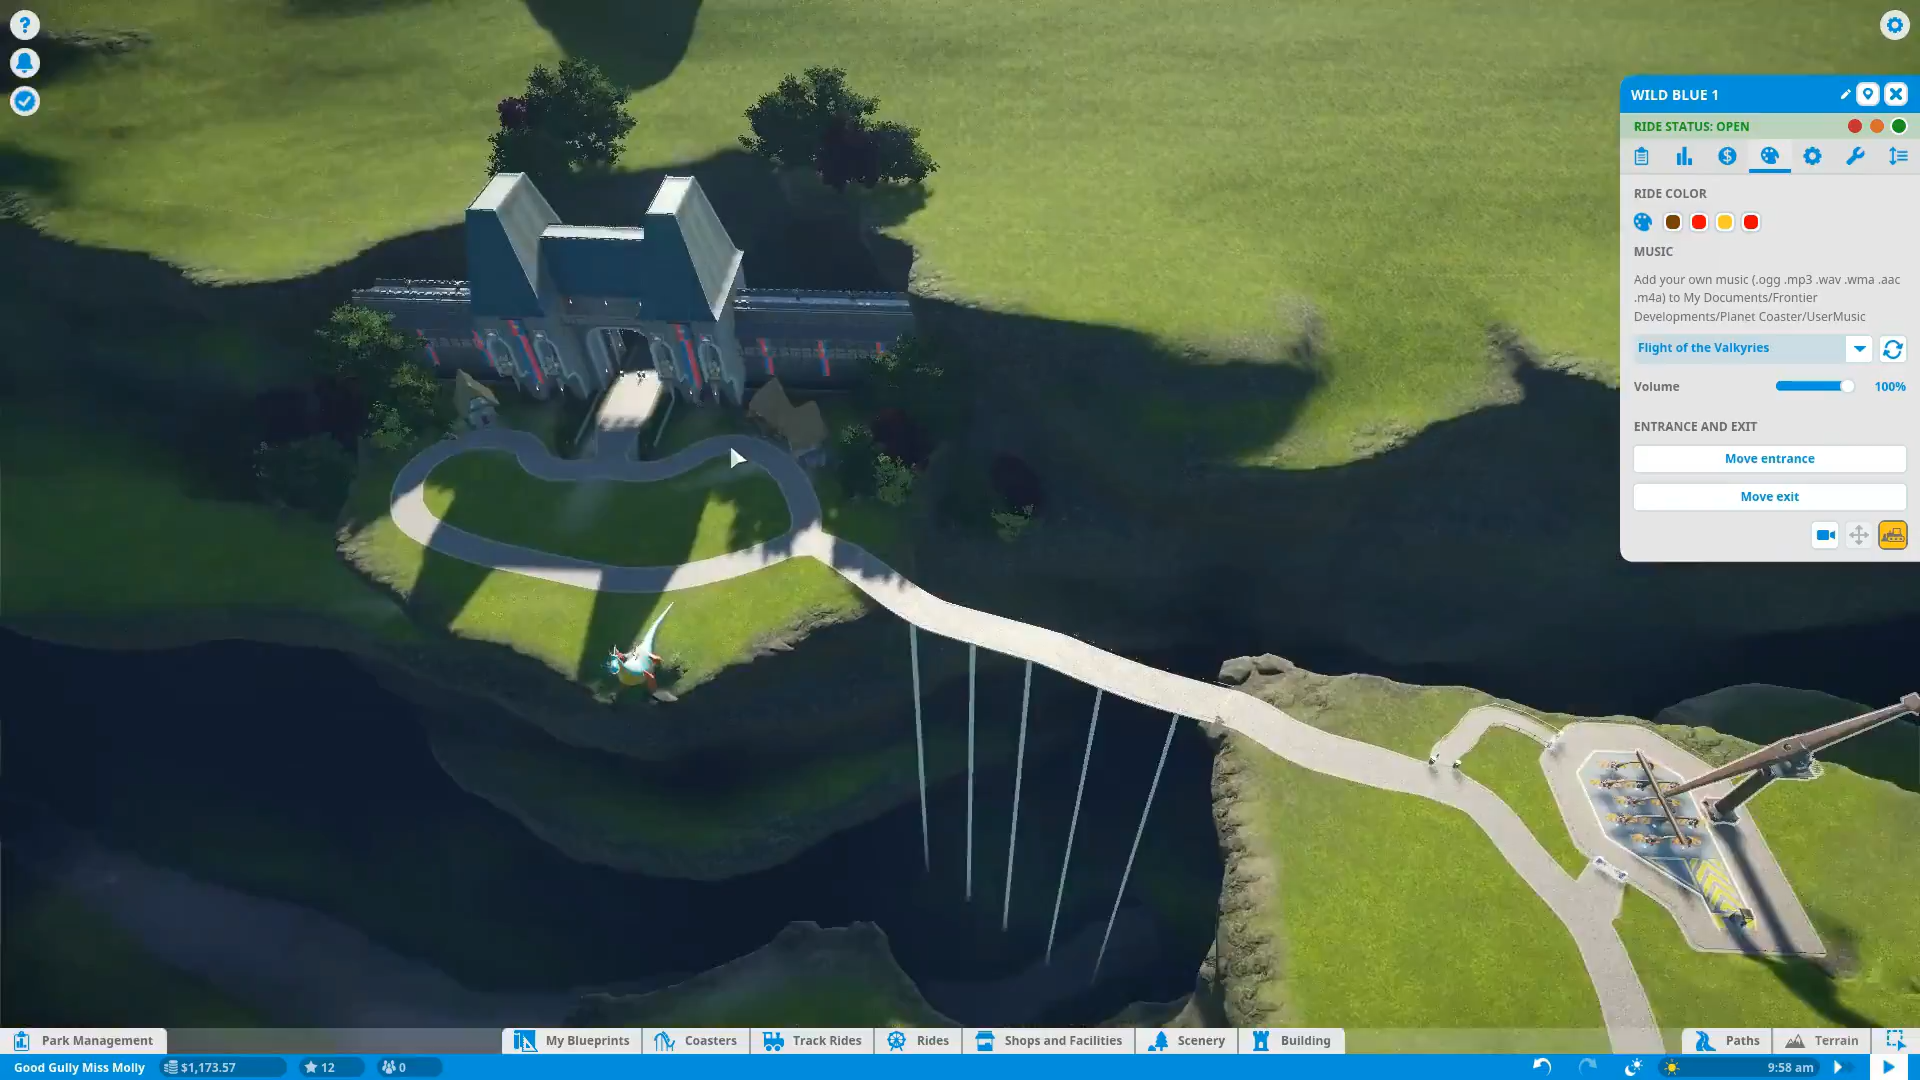 ?
WILD BLUE 1
RIDE STATUS: OPEN
RIDE COLOR
MUSIC
Add your own music (.ogg .mp3 .wav .wma .aac
.m4a) to My Documents/Frontier
Developments/Planet Coaster/UserMusic
Flight of the Valkyries
Volume 100%
ENTRANCE AND EXIT
Move entrance
Move exit
Park Management My Blueprints Coasters Track Rides Rides Shops and Facilities Scenery Building Paths Terrain
Good Gully Miss Molly $1,173.57 12 0 9:58 am